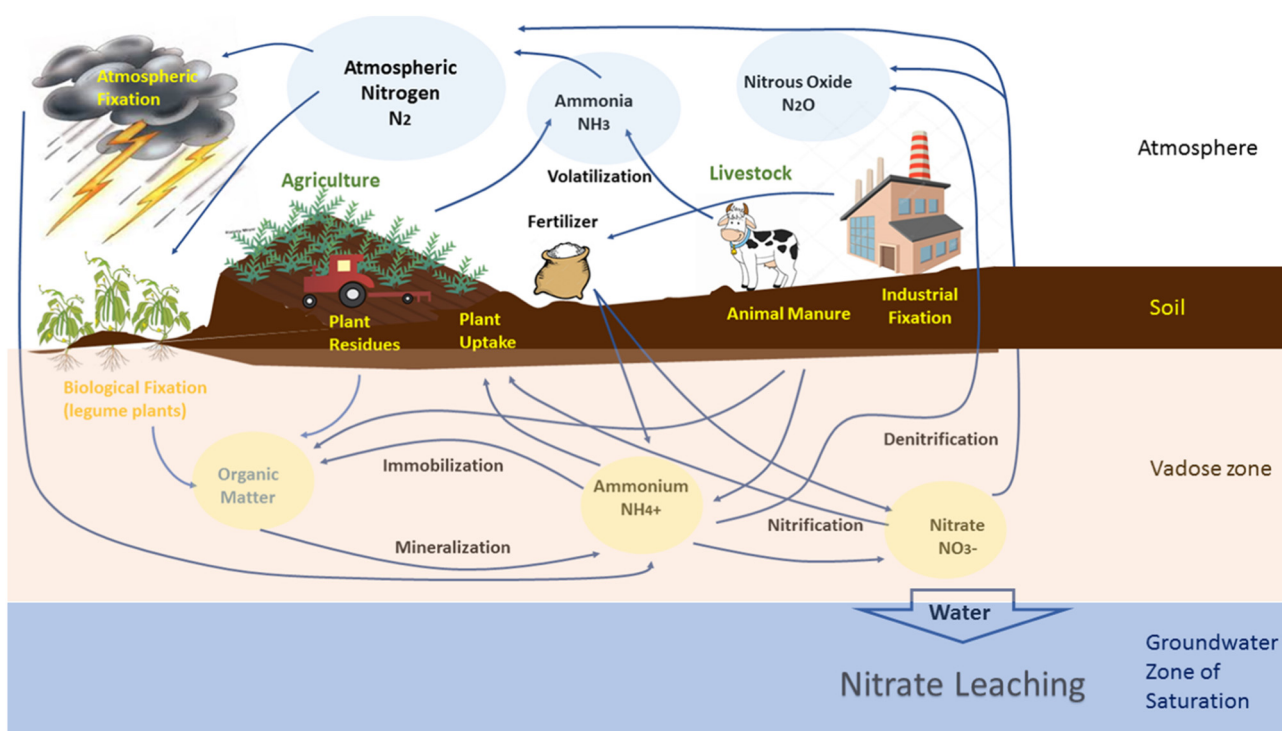 Atmospheric
Fixation
Atmospheric
Nitrogen
N2
Ammonia
NH3
Nitrous Oxide
N2O
Atmosphere
Agriculture
Volatilization
Livestock
Fertilizer
Plant
Residues
Plant
Uptake
Animal Manure
Industrial
Fixation
Soil
Biological Fixation
(legume plants)
Organic
Matter
Immobilization
Mineralization
Ammonium
NH4+
Denitrification
Nitrification
Nitrate
NO3-
Vadose zone
Water
Nitrate Leaching
Groundwater
Zone of
Saturation